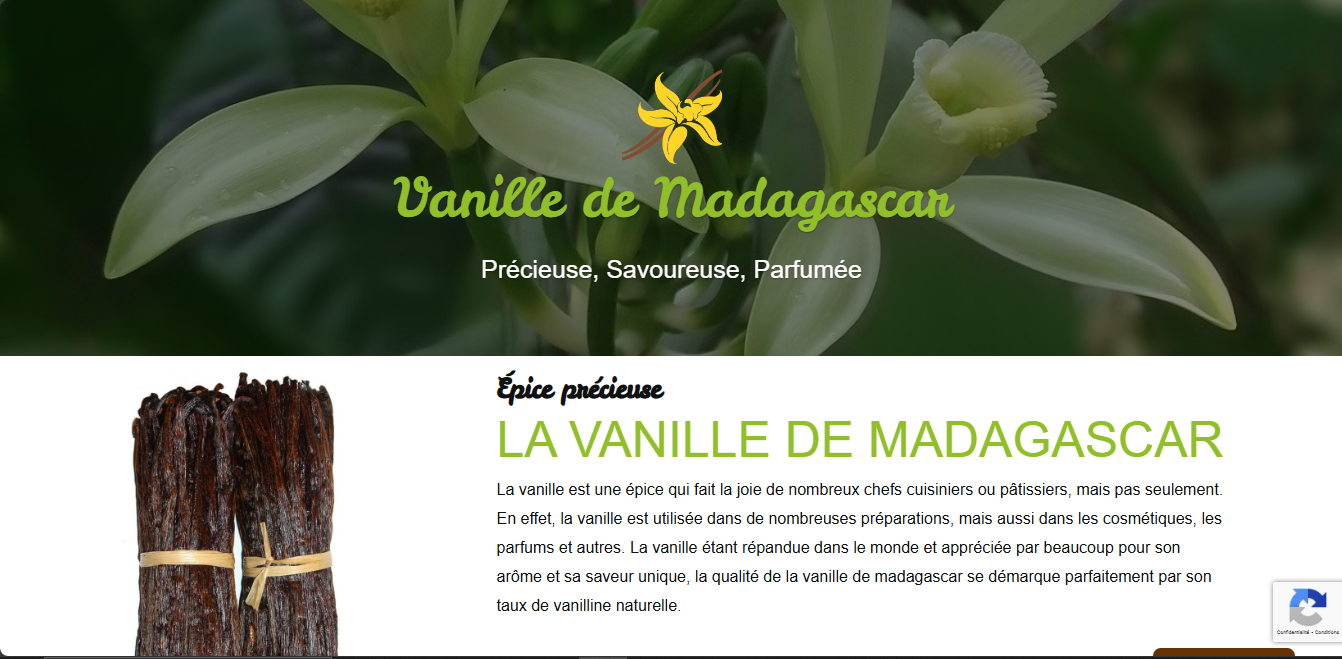 Vanille de Madagascar
Précieuse, Savoureuse, Parfumée
Épice précieuse
LA VANILLE DE MADAGASCAR
La vanille est une épice qui fait la joie de nombreux chefs cuisiniers ou pâtissiers, mais pas seulement.
En effet, la vanille est utilisée dans de nombreuses préparations, mais aussi dans les cosmétiques, les
parfums et autres. La vanille étant répandue dans le monde et appréciée par beaucoup pour son
arôme et sa saveur unique, la qualité de la vanille de madagascar se démarque parfaitement par son
taux de vanilline naturelle.
Confidentialité - Conditions